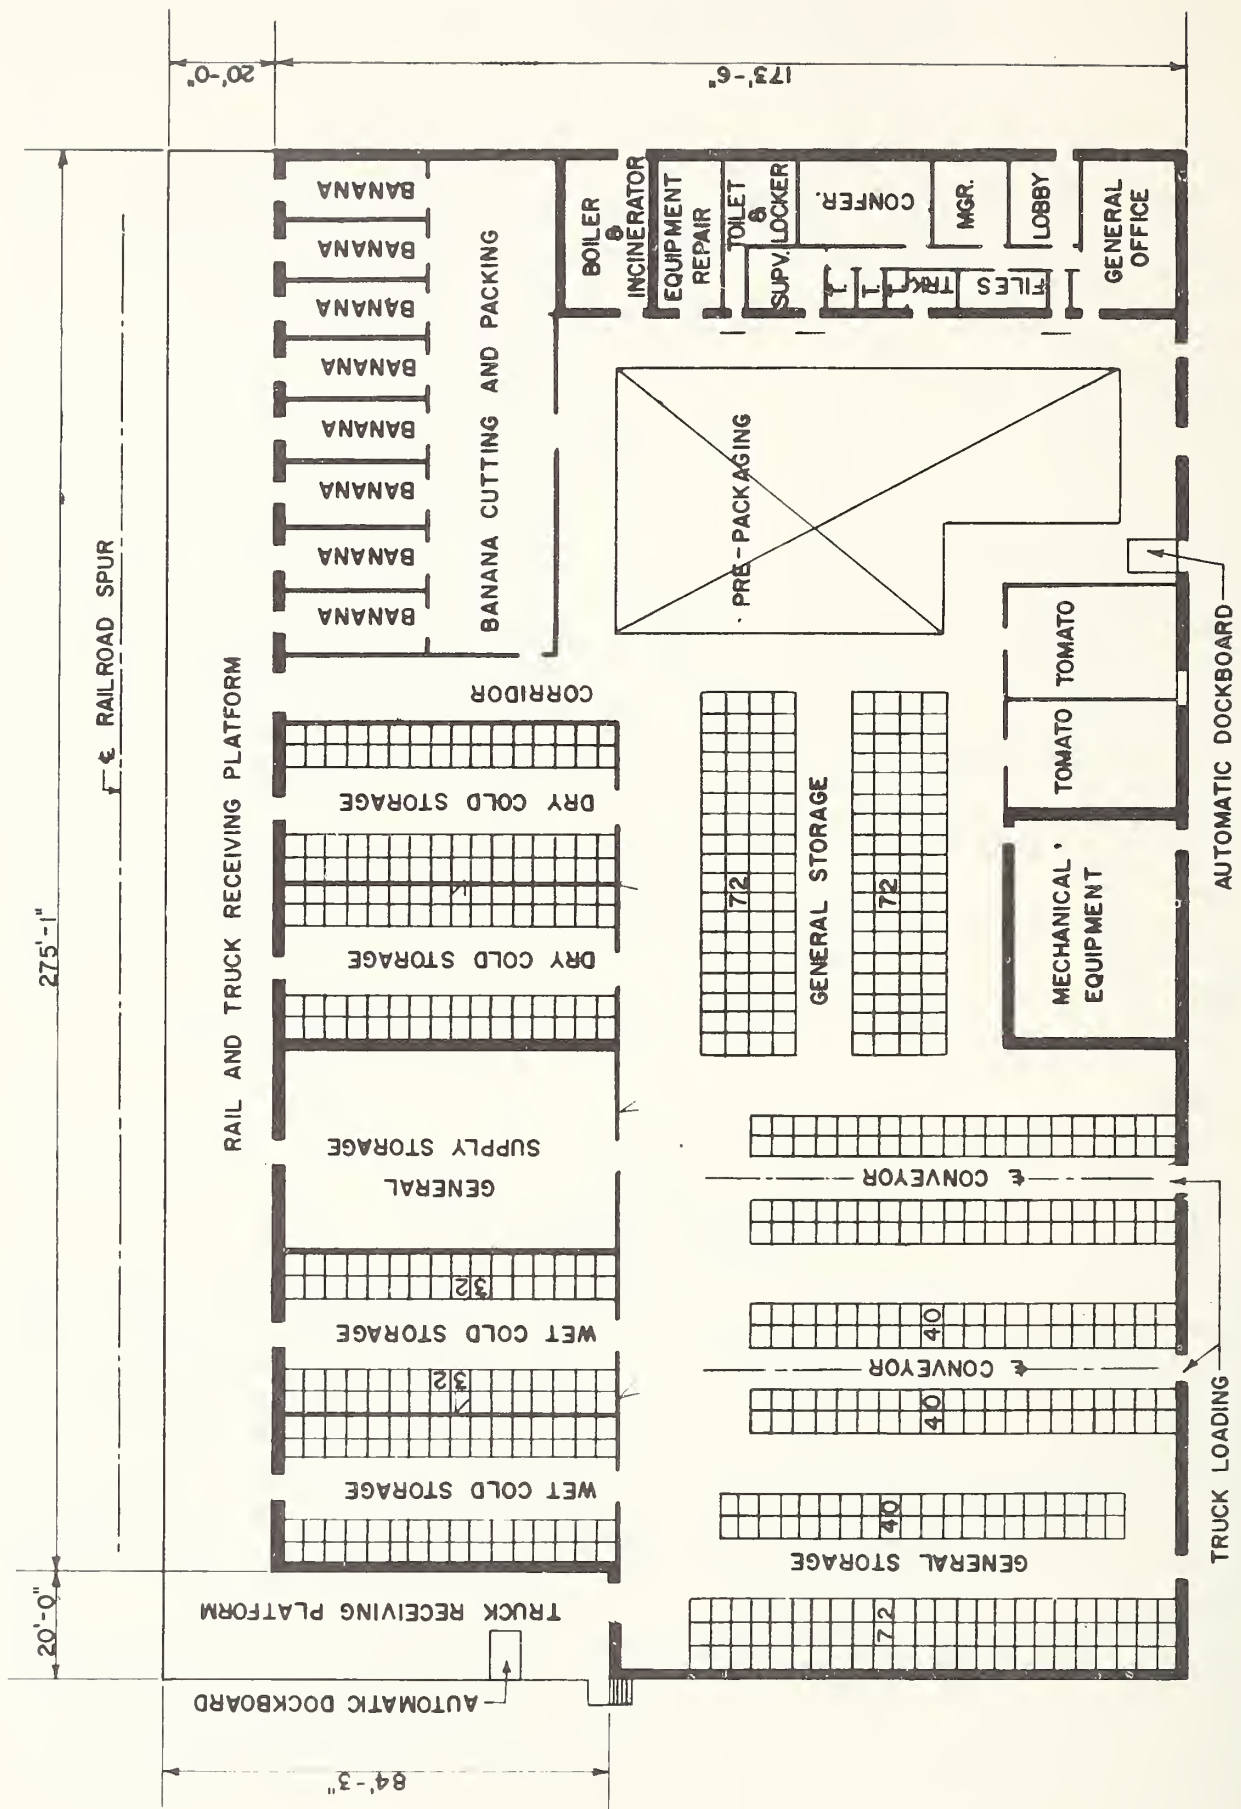 275'-1"
20'-0"
20'-0"
173'-6"
84'-3"
℄ RAILROAD SPUR
RAIL AND TRUCK RECEIVING PLATFORM
TRUCK RECEIVING PLATFORM
AUTOMATIC DOCKBOARD
WET COLD STORAGE
32
WET COLD STORAGE
32
GENERAL
SUPPLY STORAGE
DRY COLD STORAGE
DRY COLD STORAGE
CORRIDOR
BANANA
BANANA
BANANA
BANANA
BANANA
BANANA
BANANA
BANANA
BANANA CUTTING AND PACKING
BOILER
&
INCINERATOR
EQUIPMENT
REPAIR
TOILET
&
LOCKER
SUPV.
CONFER.
MGR.
LOBBY
GENERAL
OFFICE
T
T
T
TRK
FILES
PRE-PACKAGING
GENERAL STORAGE
72
72
TOMATO
TOMATO
MECHANICAL
EQUIPMENT
AUTOMATIC DOCKBOARD
℄ CONVEYOR
℄ CONVEYOR
40
40
40
GENERAL STORAGE
72
TRUCK LOADING